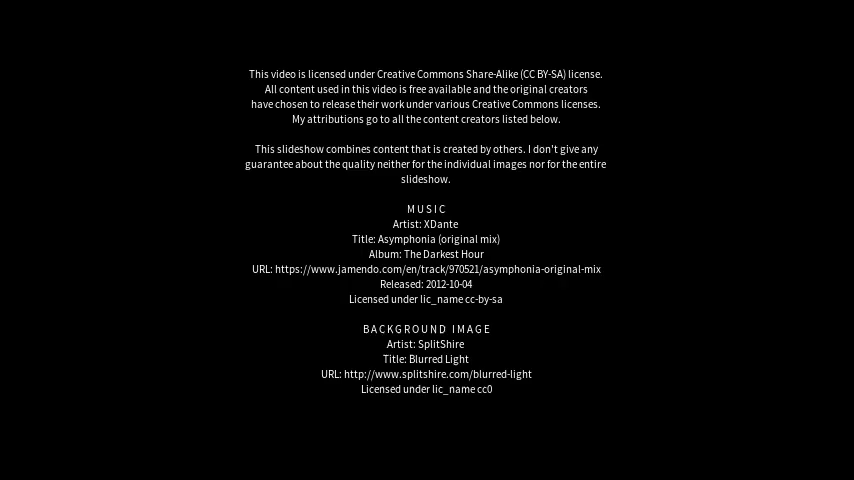 This video is licensed under Creative Commons Share-Alike (CC BY-SA) license.
All content used in this video is free available and the original creators
have chosen to release their work under various Creative Commons licenses.
My attributions go to all the content creators listed below.
This slideshow combines content that is created by others. I don't give any
guarantee about the quality neither for the individual images nor for the entire
slideshow.
MUSIC
Artist: XDante
Title: Asymphonia (original mix)
Album: The Darkest Hour
URL: https://www.jamendo.com/en/track/970521/asymphonia-original-mix
Released: 2012-10-04
Licensed under lic_name cc-by-sa
BACKGROUND IMAGE
Artist: SplitShire
Title: Blurred Light
URL: http://www.splitshire.com/blurred-light
Licensed under lic_name cc0